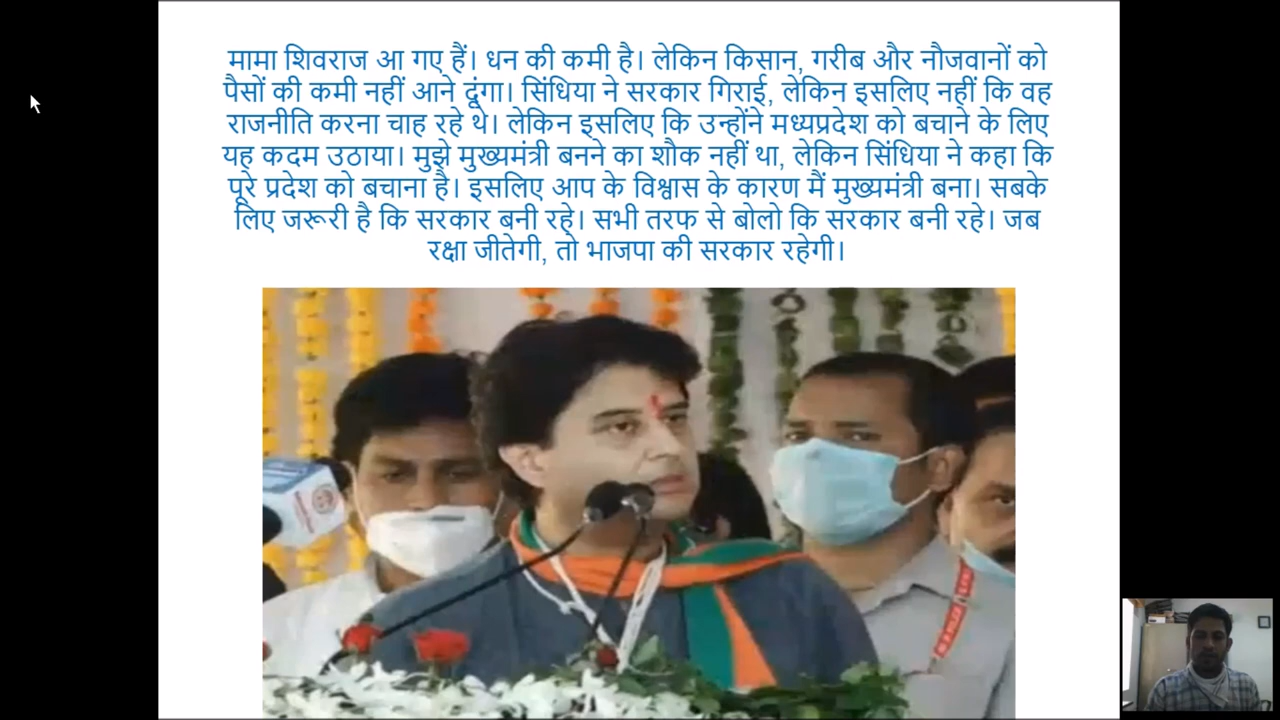 मामा शिवराज आ गए हैं। धन की कमी है। लेकिन किसान, गरीब और नौजवानों को
पैसों की कमी नहीं आने दूंगा। सिंधिया ने सरकार गिराई, लेकिन इसलिए नहीं कि वह
राजनीति करना चाह रहे थे। लेकिन इसलिए कि उन्होंने मध्यप्रदेश को बचाने के लिए
यह कदम उठाया। मुझे मुख्यमंत्री बनने का शौक नहीं था, लेकिन सिंधिया ने कहा कि
पूरे प्रदेश को बचाना है। इसलिए आप के विश्वास के कारण मैं मुख्यमंत्री बना। सबके
लिए जरूरी है कि सरकार बनी रहे। सभी तरफ से बोलो कि सरकार बनी रहे। जब
रक्षा जीतेगी, तो भाजपा की सरकार रहेगी।